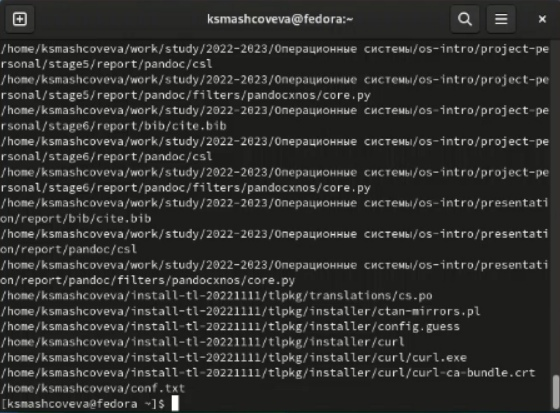 ksmashcoveva@fedora:~
/home/ksmashcoveva/work/study/2022-2023/Операционные системы/os-intro/project-pe
rsonal/stage5/report/pandoc/csl
/home/ksmashcoveva/work/study/2022-2023/Операционные системы/os-intro/project-pe
rsonal/stage5/report/pandoc/filters/pandocxnos/core.py
/home/ksmashcoveva/work/study/2022-2023/Операционные системы/os-intro/project-pe
rsonal/stage6/report/bib/cite.bib
/home/ksmashcoveva/work/study/2022-2023/Операционные системы/os-intro/project-pe
rsonal/stage6/report/pandoc/csl
/home/ksmashcoveva/work/study/2022-2023/Операционные системы/os-intro/project-pe
rsonal/stage6/report/pandoc/filters/pandocxnos/core.py
/home/ksmashcoveva/work/study/2022-2023/Операционные системы/os-intro/presentati
on/report/bib/cite.bib
/home/ksmashcoveva/work/study/2022-2023/Операционные системы/os-intro/presentati
on/report/pandoc/csl
/home/ksmashcoveva/work/study/2022-2023/Операционные системы/os-intro/presentati
on/report/pandoc/filters/pandocxnos/core.py
/home/ksmashcoveva/install-tl-20221111/tlpkg/translations/cs.po
/home/ksmashcoveva/install-tl-20221111/tlpkg/installer/ctan-mirrors.pl
/home/ksmashcoveva/install-tl-20221111/tlpkg/installer/config.guess
/home/ksmashcoveva/install-tl-20221111/tlpkg/installer/curl
/home/ksmashcoveva/install-tl-20221111/tlpkg/installer/curl/curl.exe
/home/ksmashcoveva/install-tl-20221111/tlpkg/installer/curl/curl-ca-bundle.crt
/home/ksmashcoveva/conf.txt
[ksmashcoveva@fedora ~]$